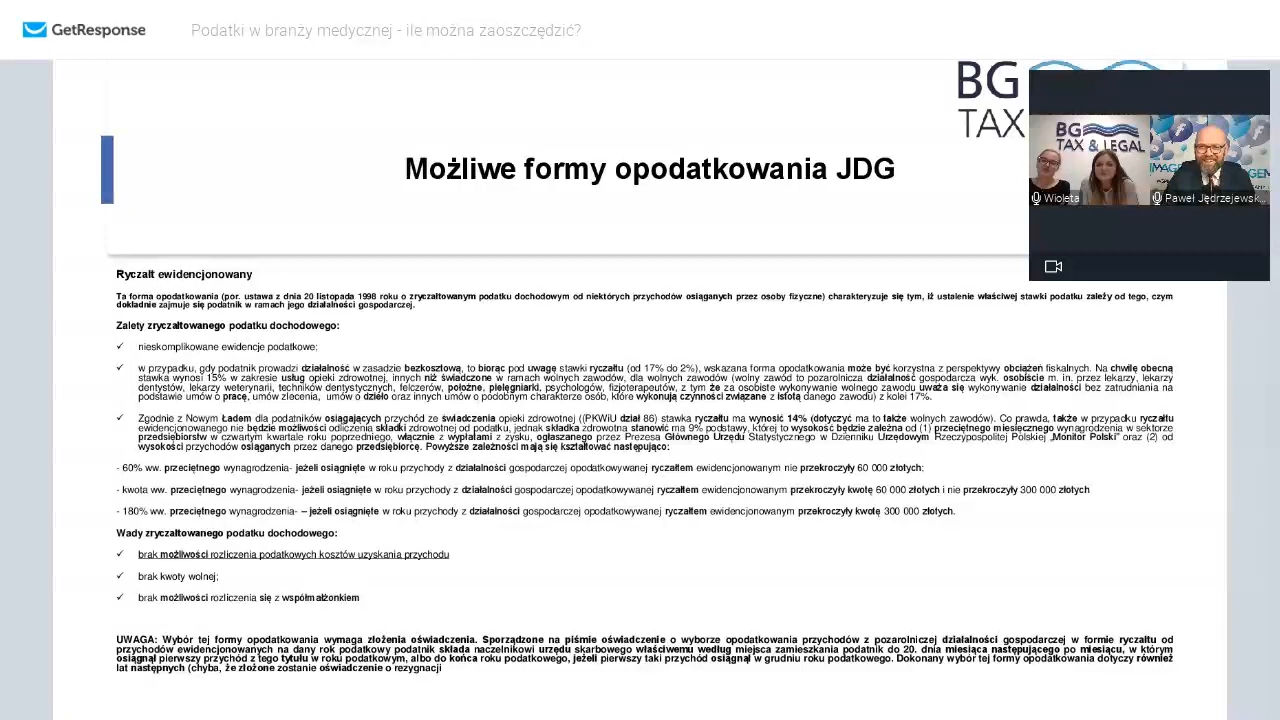 GetResponse
Podatki w branży medycznej - ile można zaoszczędzić?
BG
TAX
BG
TAX & LEGAL
Wioleta
Paweł Jędrzejewsk...
Możliwe formy opodatkowania JDG
Ryczałt ewidencjonowany
Ta forma opodatkowania (por. ustawa z dnia 20 listopada 1998 roku o zryczałtowanym podatku dochodowym od niektórych przychodów osiąganych przez osoby fizyczne) charakteryzuje się tym, iż ustalenie właściwej stawki podatku zależy od tego, czym
dokładnie zajmuje się podatnik w ramach jego działalności gospodarczej.
Zalety zryczałtowanego podatku dochodowego:
✓ nieskomplikowane ewidencje podatkowe;
✓ w przypadku, gdy podatnik prowadzi działalność w zasadzie bezkosztową, to biorąc pod uwagę stawki ryczałtu (od 17% do 2%), wskazana forma opodatkowania może być korzystna z perspektywy obciążeń fiskalnych. Na chwilę obecną
stawka wynosi 15% w zakresie usług opieki zdrowotnej, innych niż świadczone w ramach wolnych zawodów, dla wolnych zawodów (wolny zawód to pozarolnicza działalność gospodarcza wyk. osobiście m. in. przez lekarzy, lekarzy
dentystów, lekarzy weterynarii, techników dentystycznych, felczerów, położne, pielęgniarki, psychologów, fizjoterapeutów, z tym że za osobiste wykonywanie wolnego zawodu uważa się wykonywanie działalności bez zatrudniania na
podstawie umów o pracę, umów zlecenia, umów o dzieło oraz innych umów o podobnym charakterze osób, które wykonują czynności związane z istotą danego zawodu) z kolei 17%.
✓ Zgodnie z Nowym Ładem dla podatników osiągających przychód ze świadczenia opieki zdrowotnej ((PKWiU dział 86) stawka ryczałtu ma wynosić 14% (dotyczyć ma to także wolnych zawodów). Co prawda, także w przypadku ryczałtu
ewidencjonowanego nie będzie możliwości odliczenia składki zdrowotnej od podatku, jednak składka zdrowotna stanowić ma 9% podstawy, której to wysokość będzie zależna od (1) przeciętnego miesięcznego wynagrodzenia w sektorze
przedsiębiorstw w czwartym kwartale roku poprzedniego, włącznie z wypłatami z zysku, ogłaszanego przez Prezesa Głównego Urzędu Statystycznego w Dzienniku Urzędowym Rzeczypospolitej Polskiej „Monitor Polski” oraz (2) od
wysokości przychodów osiąganych przez danego przedsiębiorcę. Powyższe zależności mają się kształtować następująco:
- 60% ww. przeciętnego wynagrodzenia- jeżeli osiągnięte w roku przychody z działalności gospodarczej opodatkowywanej ryczałtem ewidencjonowanym nie przekroczyły 60 000 złotych;
- kwota ww. przeciętnego wynagrodzenia- jeżeli osiągnięte w roku przychody z działalności gospodarczej opodatkowywanej ryczałtem ewidencjonowanym przekroczyły kwotę 60 000 złotych i nie przekroczyły 300 000 złotych
- 180% ww. przeciętnego wynagrodzenia- – jeżeli osiągnięte w roku przychody z działalności gospodarczej opodatkowywanej ryczałtem ewidencjonowanym przekroczyły kwotę 300 000 złotych.
Wady zryczałtowanego podatku dochodowego:
✓ brak możliwości rozliczenia podatkowych kosztów uzyskania przychodu
✓ brak kwoty wolnej;
✓ brak możliwości rozliczenia się z współmałżonkiem
UWAGA: Wybór tej formy opodatkowania wymaga złożenia oświadczenia. Sporządzone na piśmie oświadczenie o wyborze opodatkowania przychodów z pozarolniczej działalności gospodarczej w formie ryczałtu od
przychodów ewidencjonowanych na dany rok podatkowy podatnik składa naczelnikowi urzędu skarbowego właściwemu według miejsca zamieszkania podatnik do 20. dnia miesiąca następującego po miesiącu, w którym
osiągnął pierwszy przychód z tego tytułu w roku podatkowym, albo do końca roku podatkowego, jeżeli pierwszy taki przychód osiągnął w grudniu roku podatkowego. Dokonany wybór tej formy opodatkowania dotyczy również
lat następnych (chyba, że złożone zostanie oświadczenie o rezygnacji